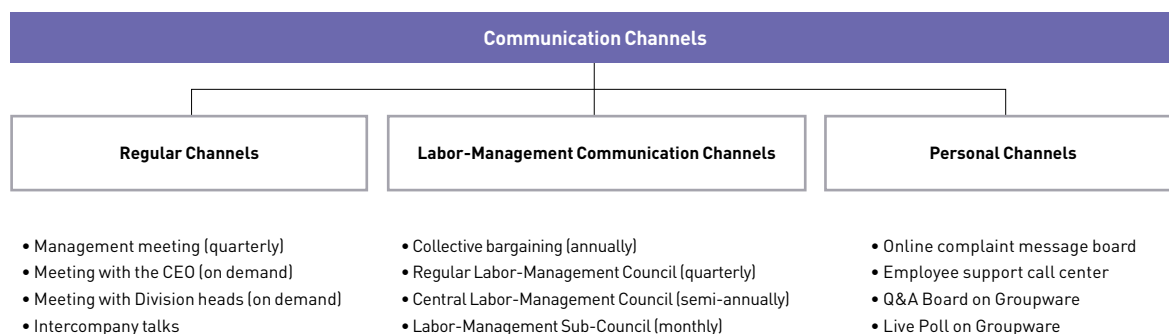 Communication Channels
Regular Channels
Labor-Management Communication Channels
Personal Channels
• Management meeting (quarterly)
• Meeting with the CEO (on demand)
• Meeting with Division heads (on demand)
• Intercompany talks
• Collective bargaining (annually)
• Regular Labor-Management Council (quarterly)
• Central Labor-Management Council (semi-annually)
• Labor-Management Sub-Council (monthly)
• Online complaint message board
• Employee support call center
• Q&A Board on Groupware
• Live Poll on Groupware